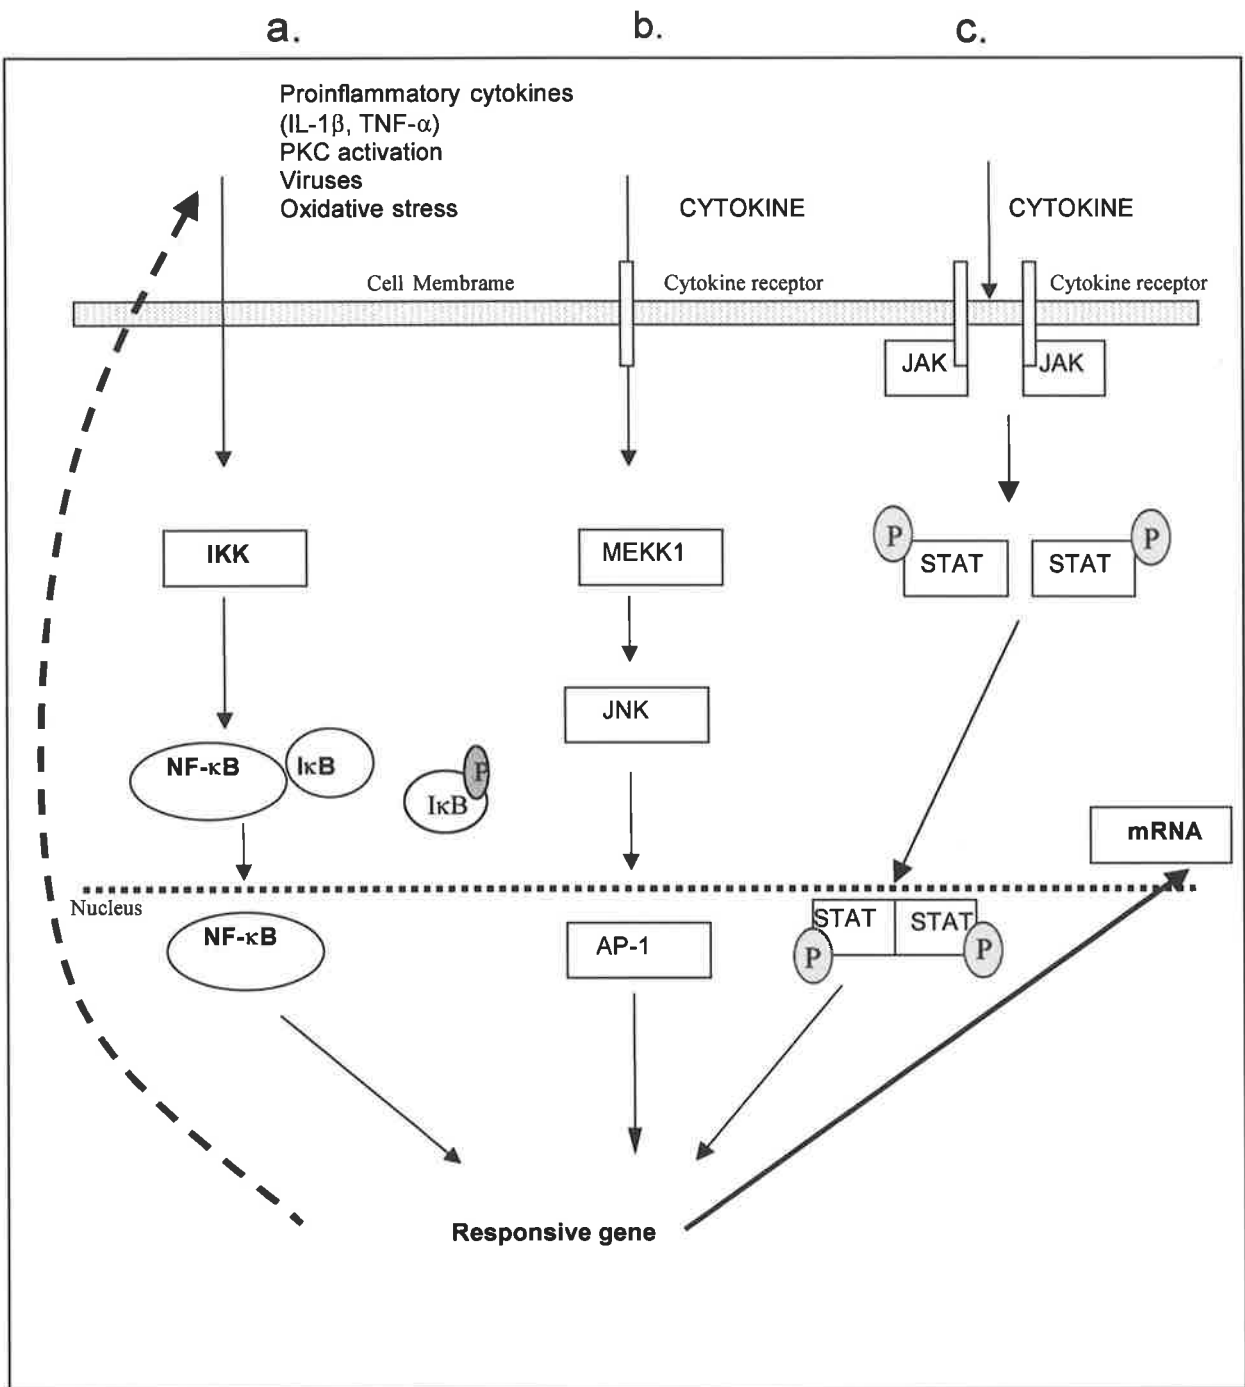 a.
b.
c.
Proinflammatory cytokines
(IL-1β, TNF-α)
PKC activation
Viruses
Oxidative stress
CYTOKINE
CYTOKINE
Cell Membrane
Cytokine receptor
Cytokine receptor
JAK
JAK
IKK
MEKK1
P
STAT
STAT
P
JNK
NF-κB
IκB
IκB
P
mRNA
Nucleus
NF-κB
AP-1
STAT
STAT
P
P
Responsive gene